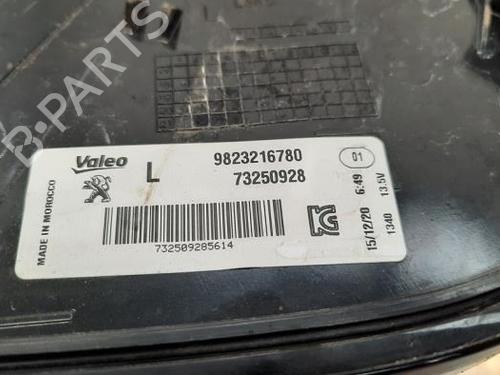 B-PARTS
Valeo
L
9823216780
73250928
01
MADE IN MOROCCO
732509285614
15/12/20 6:49
1340 13.5V